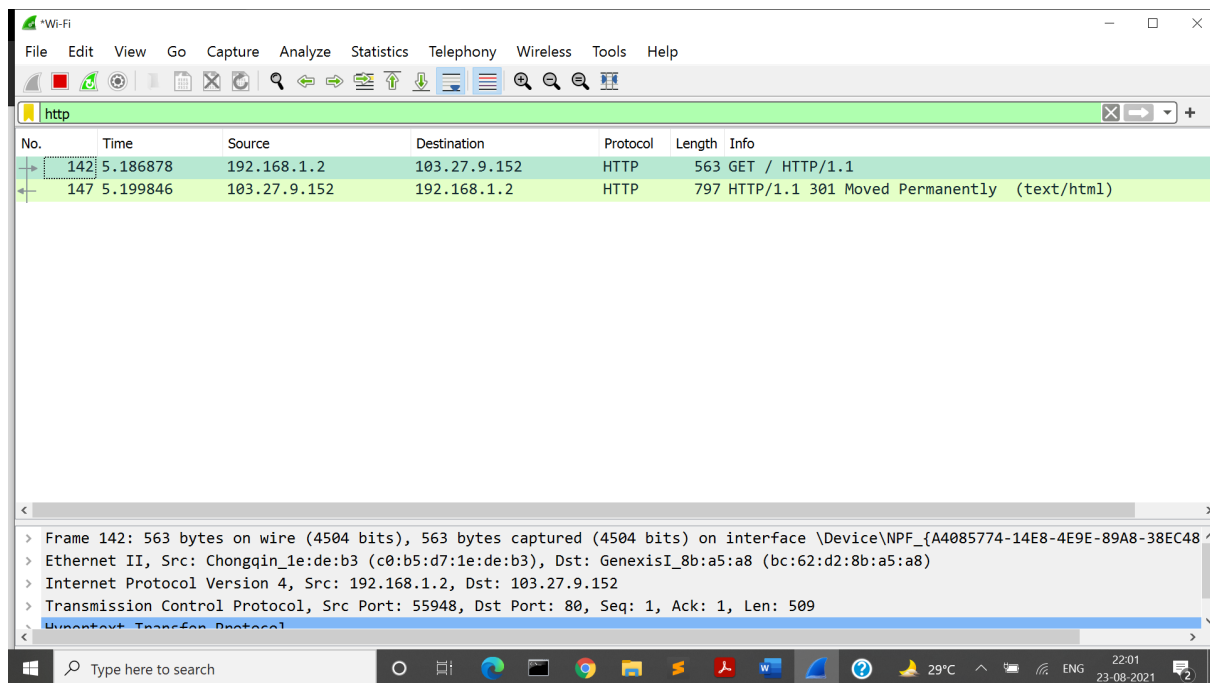 *Wi-Fi
File Edit View Go Capture Analyze Statistics Telephony Wireless Tools Help
http
No. Time Source Destination Protocol Length Info
142 5.186878 192.168.1.2 103.27.9.152 HTTP 563 GET / HTTP/1.1
147 5.199846 103.27.9.152 192.168.1.2 HTTP 797 HTTP/1.1 301 Moved Permanently (text/html)
Frame 142: 563 bytes on wire (4504 bits), 563 bytes captured (4504 bits) on interface \Device\NPF_{A4085774-14E8-4E9E-89A8-38EC48
Ethernet II, Src: Chongqin_1e:de:b3 (c0:b5:d7:1e:de:b3), Dst: GenexisI_8b:a5:a8 (bc:62:d2:8b:a5:a8)
Internet Protocol Version 4, Src: 192.168.1.2, Dst: 103.27.9.152
Transmission Control Protocol, Src Port: 55948, Dst Port: 80, Seq: 1, Ack: 1, Len: 509
Hypertext Transfer Protocol
Type here to search 29°C ENG 22:01
23-08-2021 2